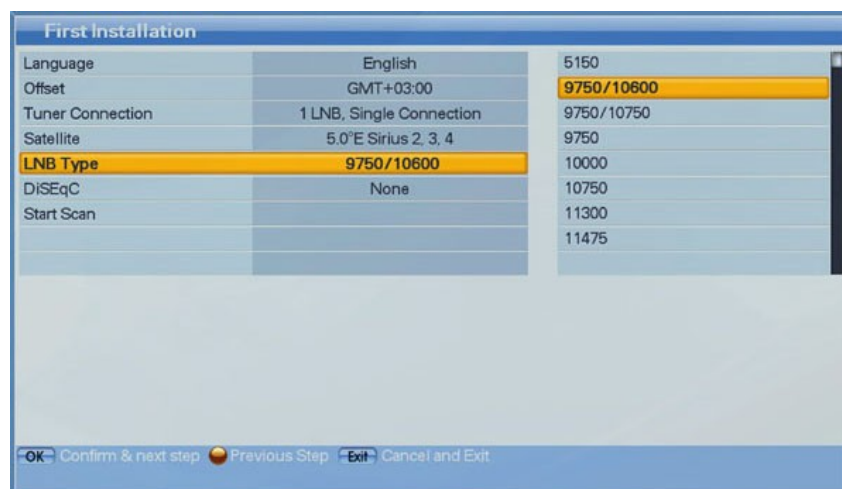 First Installation
Language English
Offset GMT+03:00
Tuner Connection 1 LNB, Single Connection
Satellite 5.0°E Sirius 2, 3, 4
LNB Type 9750/10600
DiSEqC None
Start Scan
5150
9750/10600
9750/10750
9750
10000
10750
11300
11475
OK Confirm & next step Previous Step Exit Cancel and Exit